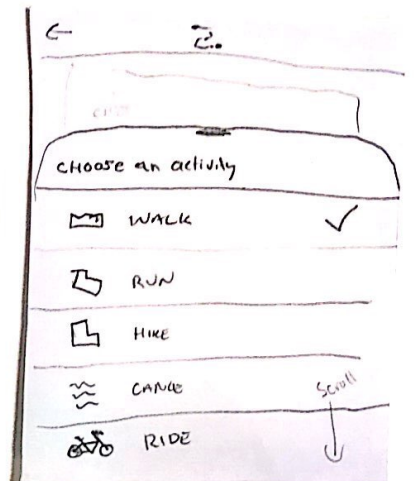 2.
CHOOSE an activity
WALK
RUN
HIKE
CANOE
Scroll
RIDE